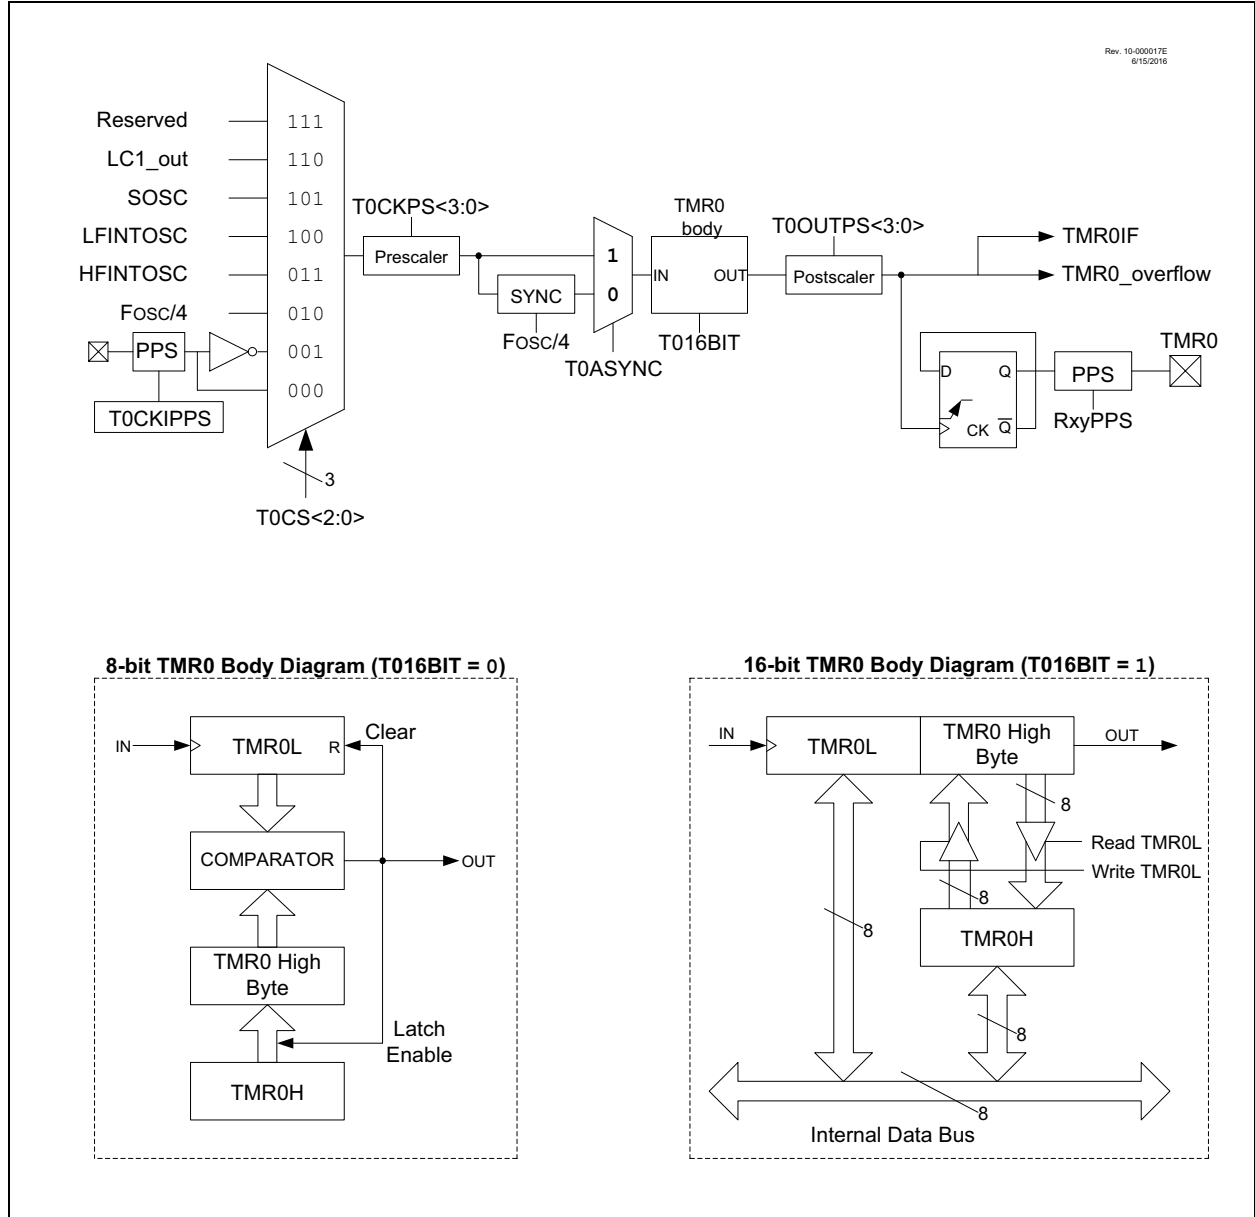 Rev. 10-000017E
6/15/2016
Reserved
111
LC1_out
110
SOSC
101
T0CKPS<3:0>
TMR0
body
T0OUTPS<3:0>
LFINTOSC
100
TMR0IF
Prescaler
1
HFINTOSC
011
IN
OUT
Postscaler
TMR0_overflow
SYNC
0
FOSC/4
010
FOSC/4
T016BIT
TMR0
PPS
001
T0ASYNC
D
Q
PPS
000
T0CKIPPS
CK
Q
RxyPPS
3
T0CS<2:0>
8-bit TMR0 Body Diagram (T016BIT = 0)
IN
TMR0L
R
Clear
COMPARATOR
OUT
TMR0 High
Byte
Latch
Enable
TMR0H
16-bit TMR0 Body Diagram (T016BIT = 1)
IN
TMR0L
TMR0 High
Byte
OUT
8
Read TMR0L
Write TMR0L
8
8
TMR0H
8
8
Internal Data Bus